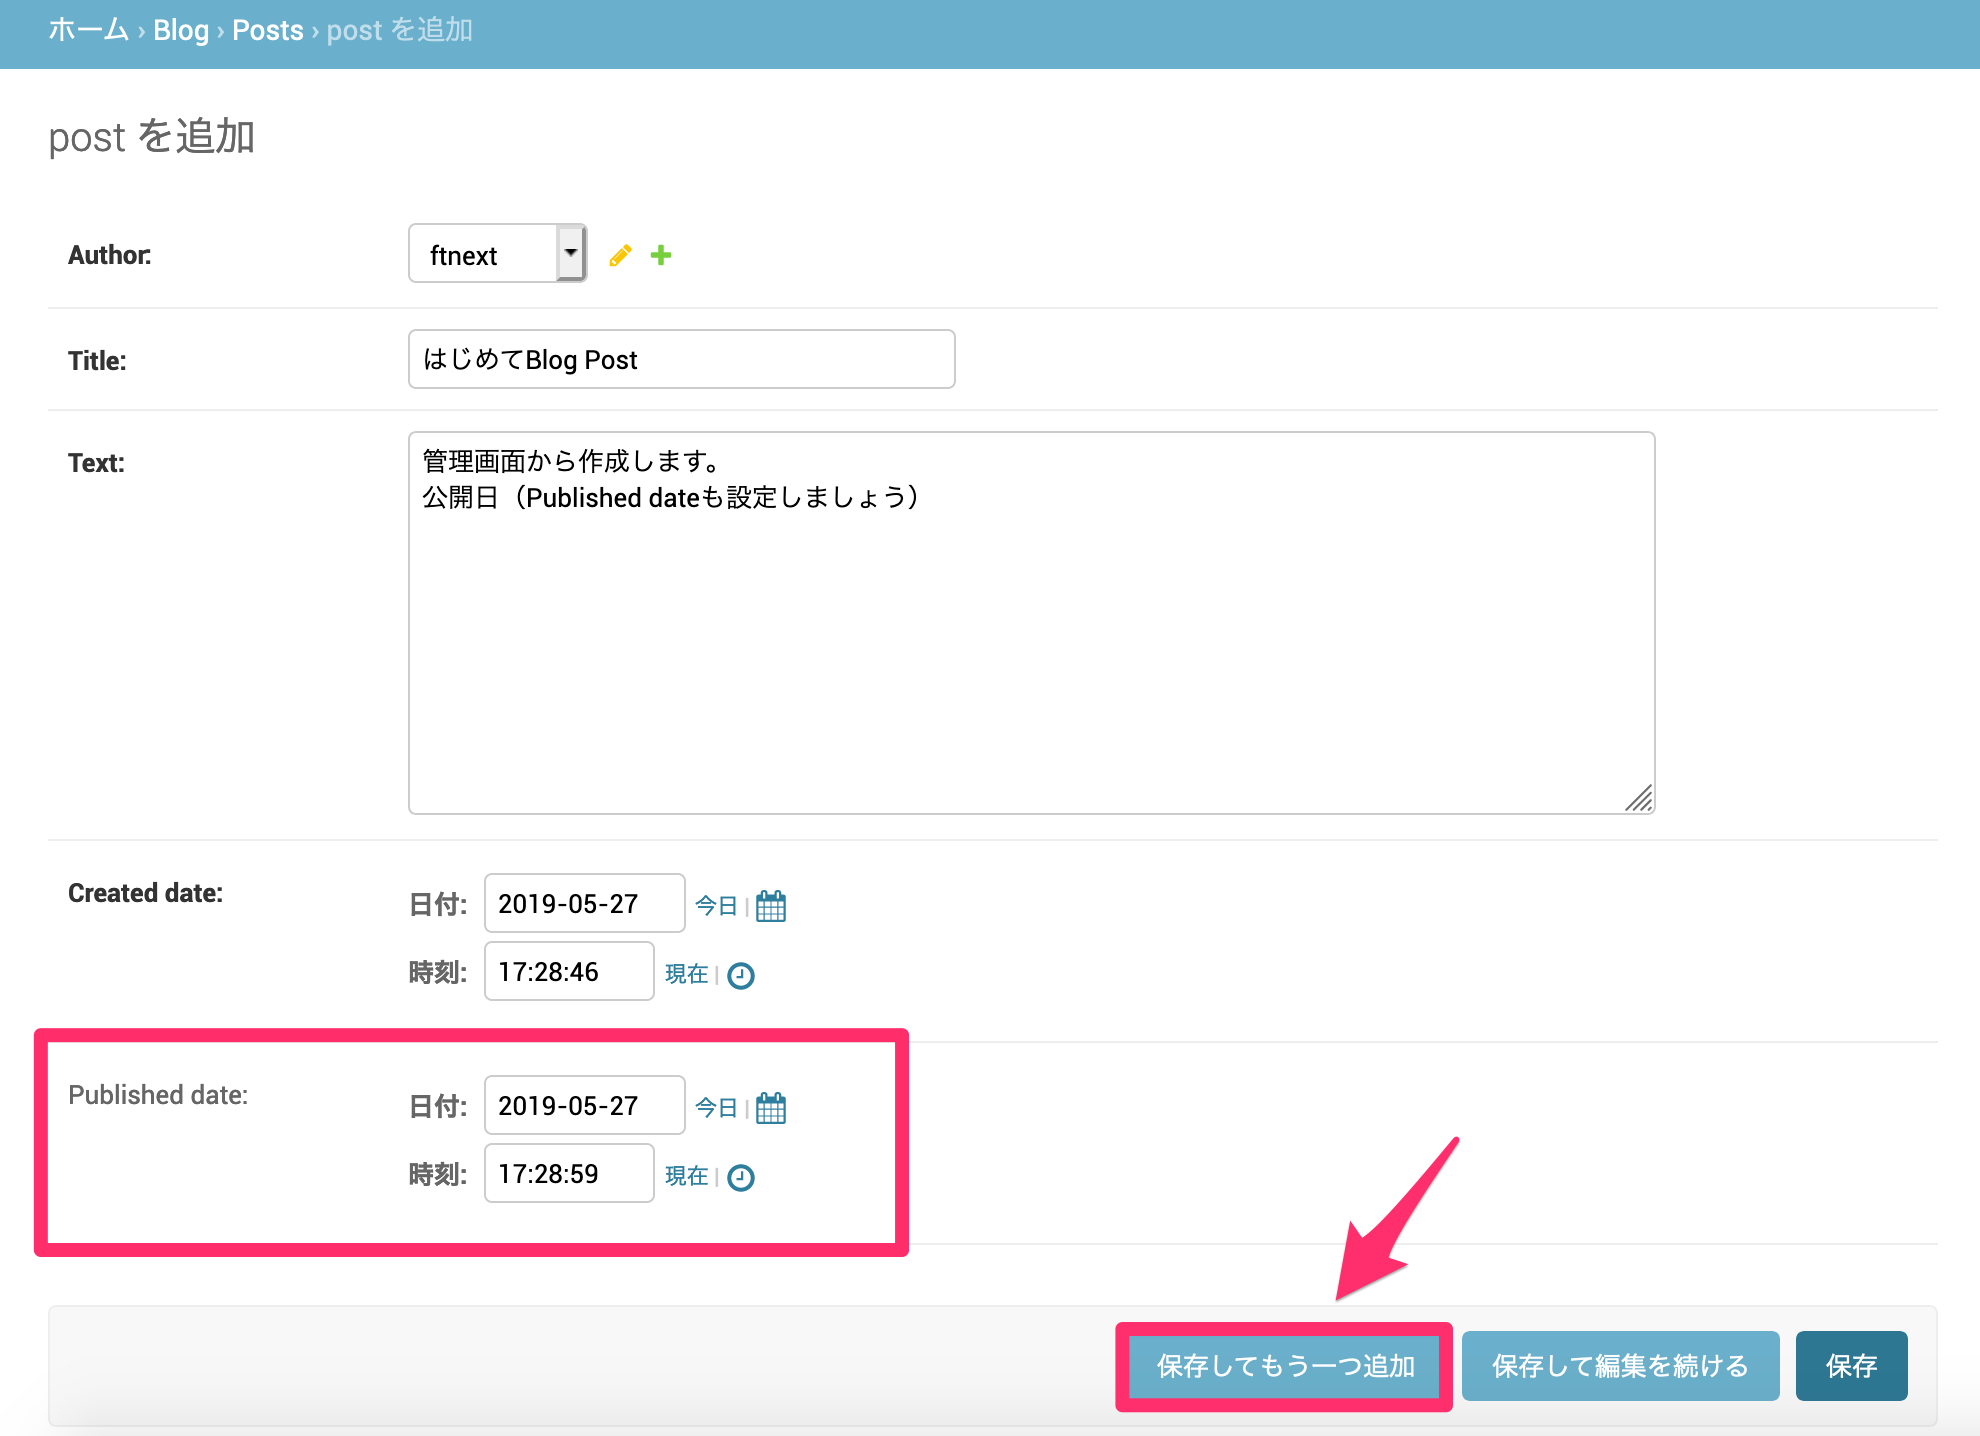 ホーム › Blog › Posts › post を追加
post を追加
Author: ftnext
Title: はじめてBlog Post
Text: 管理画面から作成します。
公開日（Published dateも設定しましょう）
Created date: 日付: 2019-05-27 今日 |
時刻: 17:28:46 現在 |
Published date: 日付: 2019-05-27 今日 |
時刻: 17:28:59 現在 |
保存してもう一つ追加 保存して編集を続ける 保存